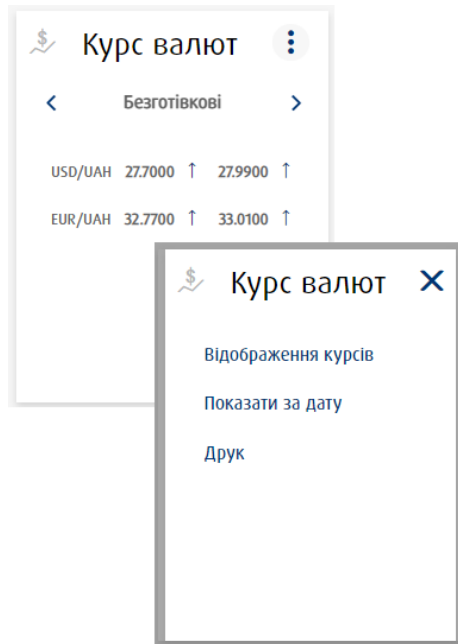 Курс валют
Безготівкові
USD/UAH 27.7000 ↑ 27.9900 ↑
EUR/UAH 32.7700 ↑ 33.0100 ↑
Курс валют
Відображення курсів
Показати за дату
Друк